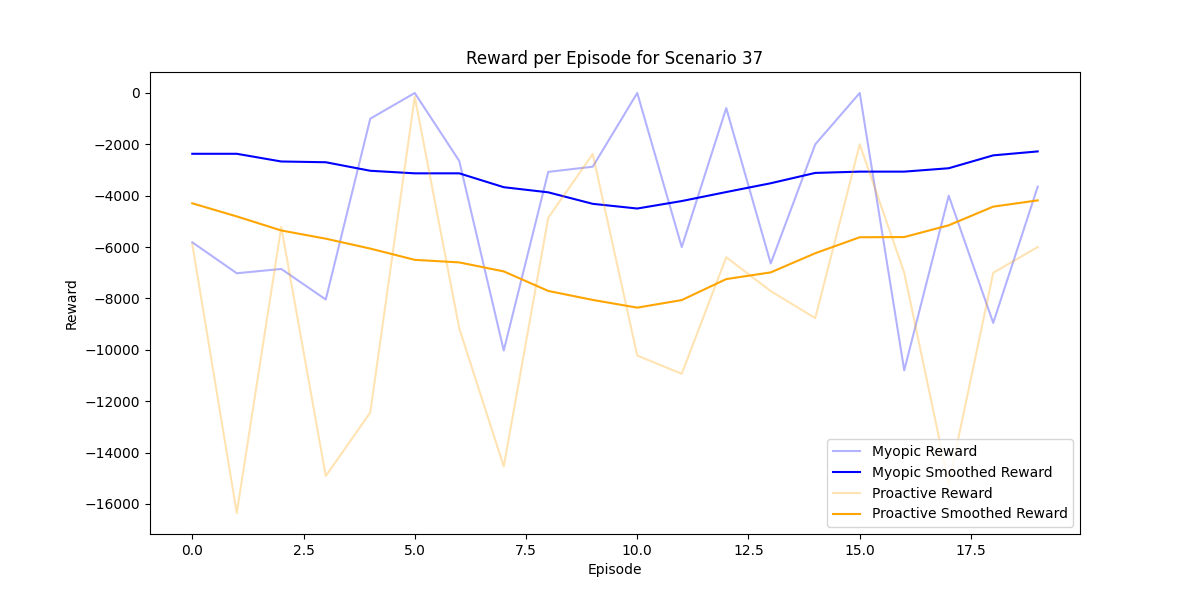 Reward per Episode for Scenario 37
Reward
0
−2000
−4000
−6000
−8000
−10000
−12000
−14000
−16000
0.0
2.5
5.0
7.5
10.0
12.5
15.0
17.5
Episode
Myopic Reward
Myopic Smoothed Reward
Proactive Reward
Proactive Smoothed Reward